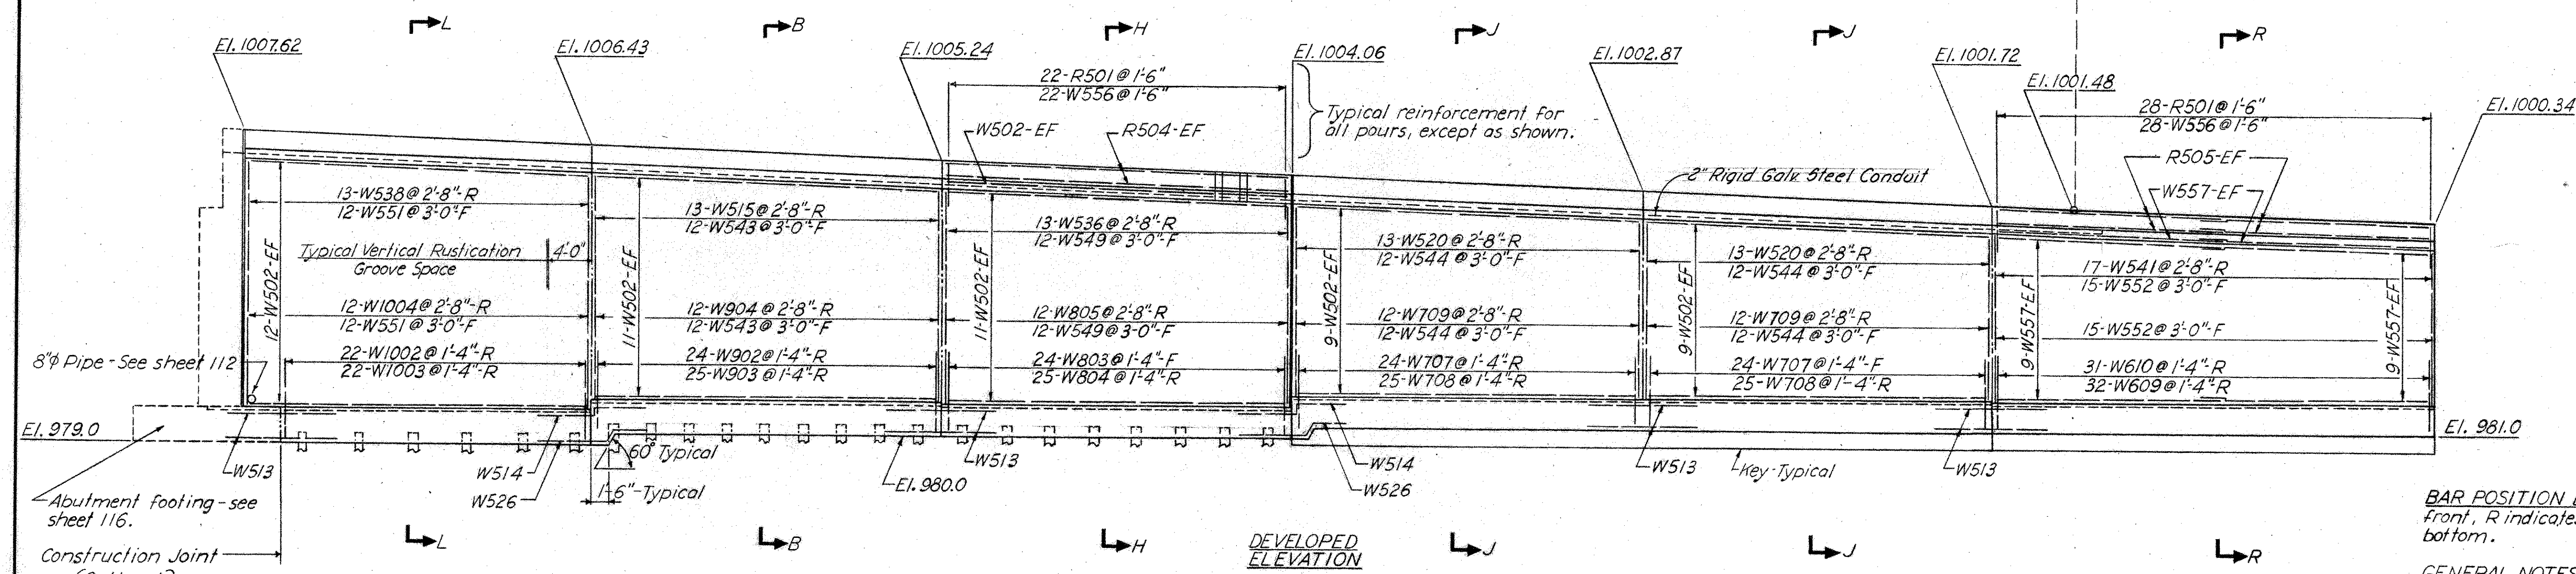 L
B
H
J
J
R
El. 1007.62
El. 1006.43
El. 1005.24
El. 1004.06
El. 1002.87
El. 1001.72
El. 1001.48
El. 1000.34
22-R501@1'-6"
22-W556@1'-6"
Typical reinforcement for
all pours, except as shown.
28-R501@1'-6"
28-W556@1'-6"
W502-EF
R504-EF
R505-EF
W557-EF
2" Rigid Galv. Steel Conduit
13-W538@2'-8"-R
12-W551@3'-0"-F
13-W515@2'-8"-R
12-W543@3'-0"-F
13-W536@2'-8"-R
12-W549@3'-0"-F
13-W520@2'-8"-R
12-W544@3'-0"-F
13-W520@2'-8"-R
12-W544@3'-0"-F
17-W541@2'-8"-R
15-W552@3'-0"-F
Typical Vertical Rustication
Groove Space
4'-0"
12-W502-EF
11-W502-EF
11-W502-EF
9-W502-EF
9-W502-EF
9-W557-EF
9-W557-EF
12-W1004@2'-8"-R
12-W551@3'-0"-F
12-W904@2'-8"-R
12-W543@3'-0"-F
12-W805@2'-8"-R
12-W549@3'-0"-F
12-W709@2'-8"-R
12-W544@3'-0"-F
12-W709@2'-8"-R
12-W544@3'-0"-F
15-W552@3'-0"-F
8"φ Pipe-See sheet 112
22-W1002@1'-4"-R
22-W1003@1'-4"-R
24-W902@1'-4"-R
25-W903@1'-4"-R
24-W803@1'-4"-F
25-W804@1'-4"-R
24-W707@1'-4"-R
25-W708@1'-4"-R
24-W707@1'-4"-F
25-W708@1'-4"-R
31-W610@1'-4"-R
32-W609@1'-4"-R
El. 979.0
El. 981.0
W513
W514
W526
60° Typical
1'-6"-Typical
El. 980.0
W513
W514
W526
W513
Key-Typical
W513
Abutment footing-see
sheet 116.
Construction Joint
L
B
H
J
J
R
DEVELOPED
ELEVATION
BAR POSITION
front, R indicates
bottom.
GENERAL NOTES